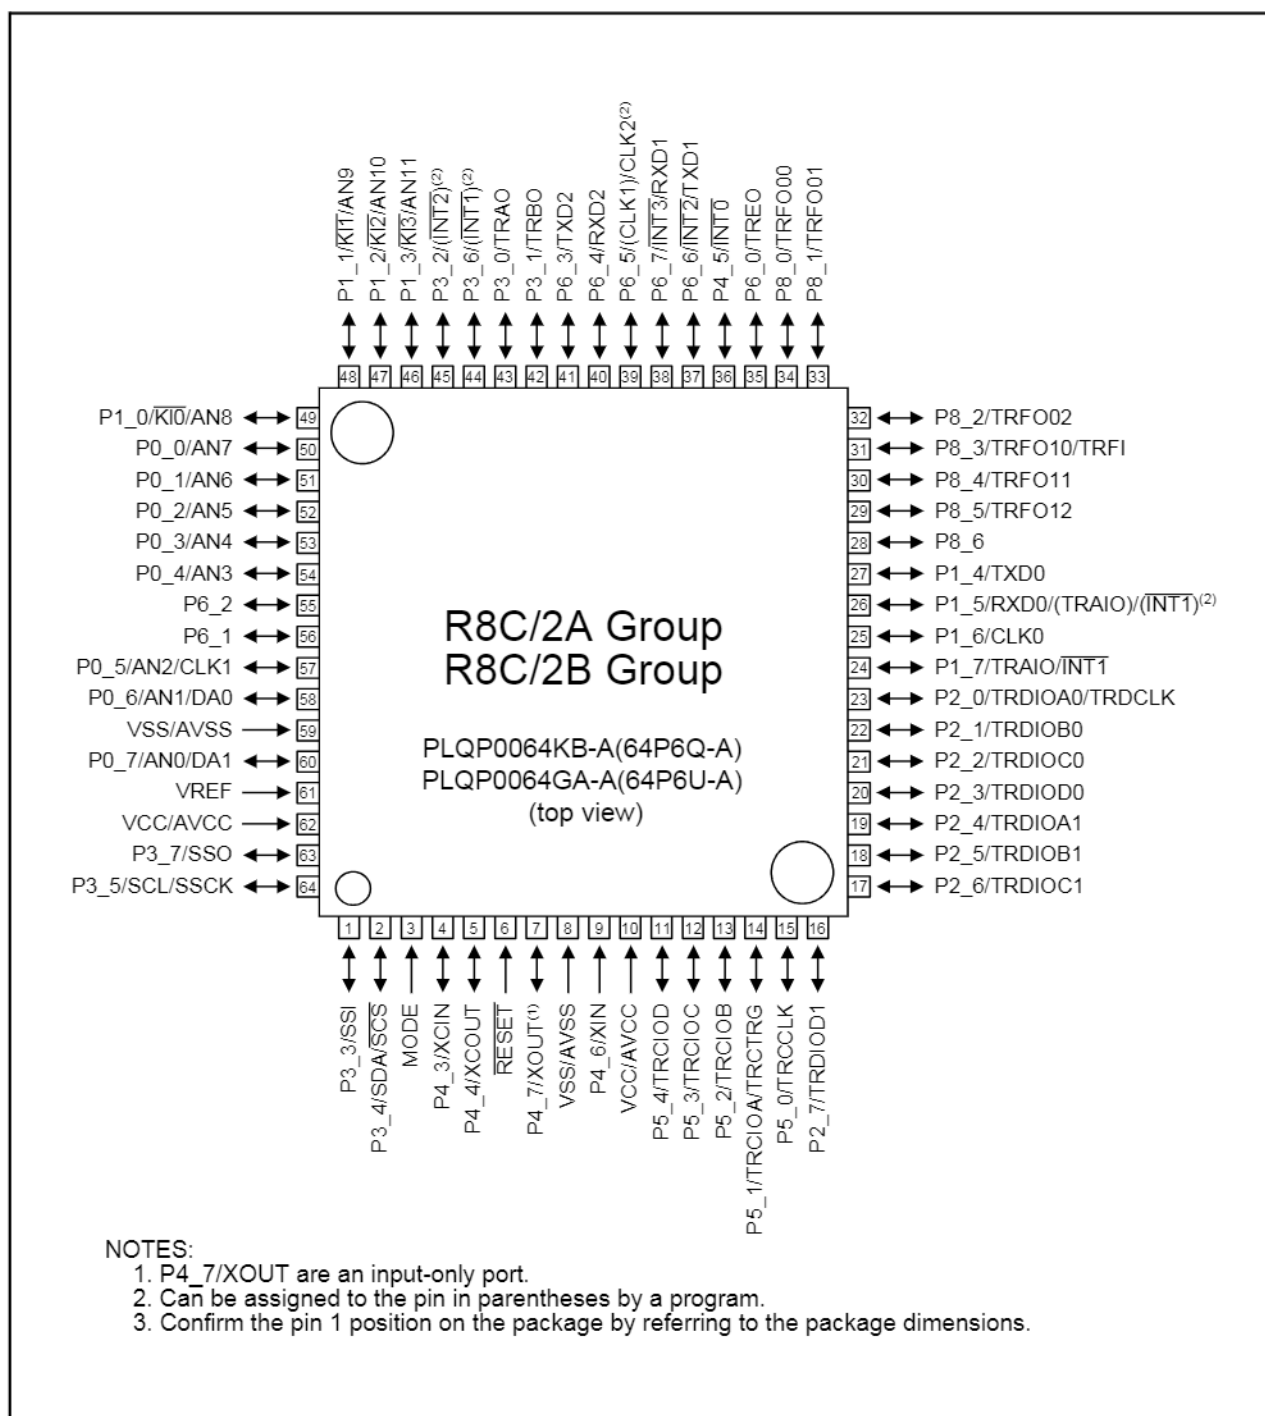 P1_1/KI1/AN9
P1_2/KI2/AN10
P1_3/KI3/AN11
P3_2/(INT2)(2)
P3_6/(INT1)(2)
P3_0/TRAO
P3_1/TRBO
P6_3/TXD2
P6_4/RXD2
P6_5/(CLK1)/CLK2(2)
P6_7/INT3/RXD1
P6_6/INT2/TXD1
P4_5/INT0
P6_0/TREO
P8_0/TRFO00
P8_1/TRFO01
48 47 46 45 44 43 42 41 40 39 38 37 36 35 34 33
P1_0/KI0/AN8 49
P0_0/AN7 50
P0_1/AN6 51
P0_2/AN5 52
P0_3/AN4 53
P0_4/AN3 54
P6_2 55
P6_1 56
P0_5/AN2/CLK1 57
P0_6/AN1/DA0 58
VSS/AVSS 59
P0_7/AN0/DA1 60
VREF 61
VCC/AVCC 62
P3_7/SSO 63
P3_5/SCL/SSCK 64
R8C/2A Group
R8C/2B Group
PLQP0064KB-A(64P6Q-A)
PLQP0064GA-A(64P6U-A)
(top view)
32 P8_2/TRFO02
31 P8_3/TRFO10/TRFI
30 P8_4/TRFO11
29 P8_5/TRFO12
28 P8_6
27 P1_4/TXD0
26 P1_5/RXD0/(TRAIO)/(INT1)(2)
25 P1_6/CLK0
24 P1_7/TRAIO/INT1
23 P2_0/TRDIOA0/TRDCLK
22 P2_1/TRDIOB0
21 P2_2/TRDIOC0
20 P2_3/TRDIOD0
19 P2_4/TRDIOA1
18 P2_5/TRDIOB1
17 P2_6/TRDIOC1
1 2 3 4 5 6 7 8 9 10 11 12 13 14 15 16
P3_3/SSI
P3_4/SDA/SCS
MODE
P4_3/XCIN
P4_4/XCOUT
RESET
P4_7/XOUT(1)
VSS/AVSS
P4_6/XIN
VCC/AVCC
P5_4/TRCIOD
P5_3/TRCIOC
P5_2/TRCIOB
P5_1/TRCIOA/TRCTRG
P5_0/TRCCLK
P2_7/TRDIOD1
NOTES:
1. P4_7/XOUT are an input-only port.
2. Can be assigned to the pin in parentheses by a program.
3. Confirm the pin 1 position on the package by referring to the package dimensions.